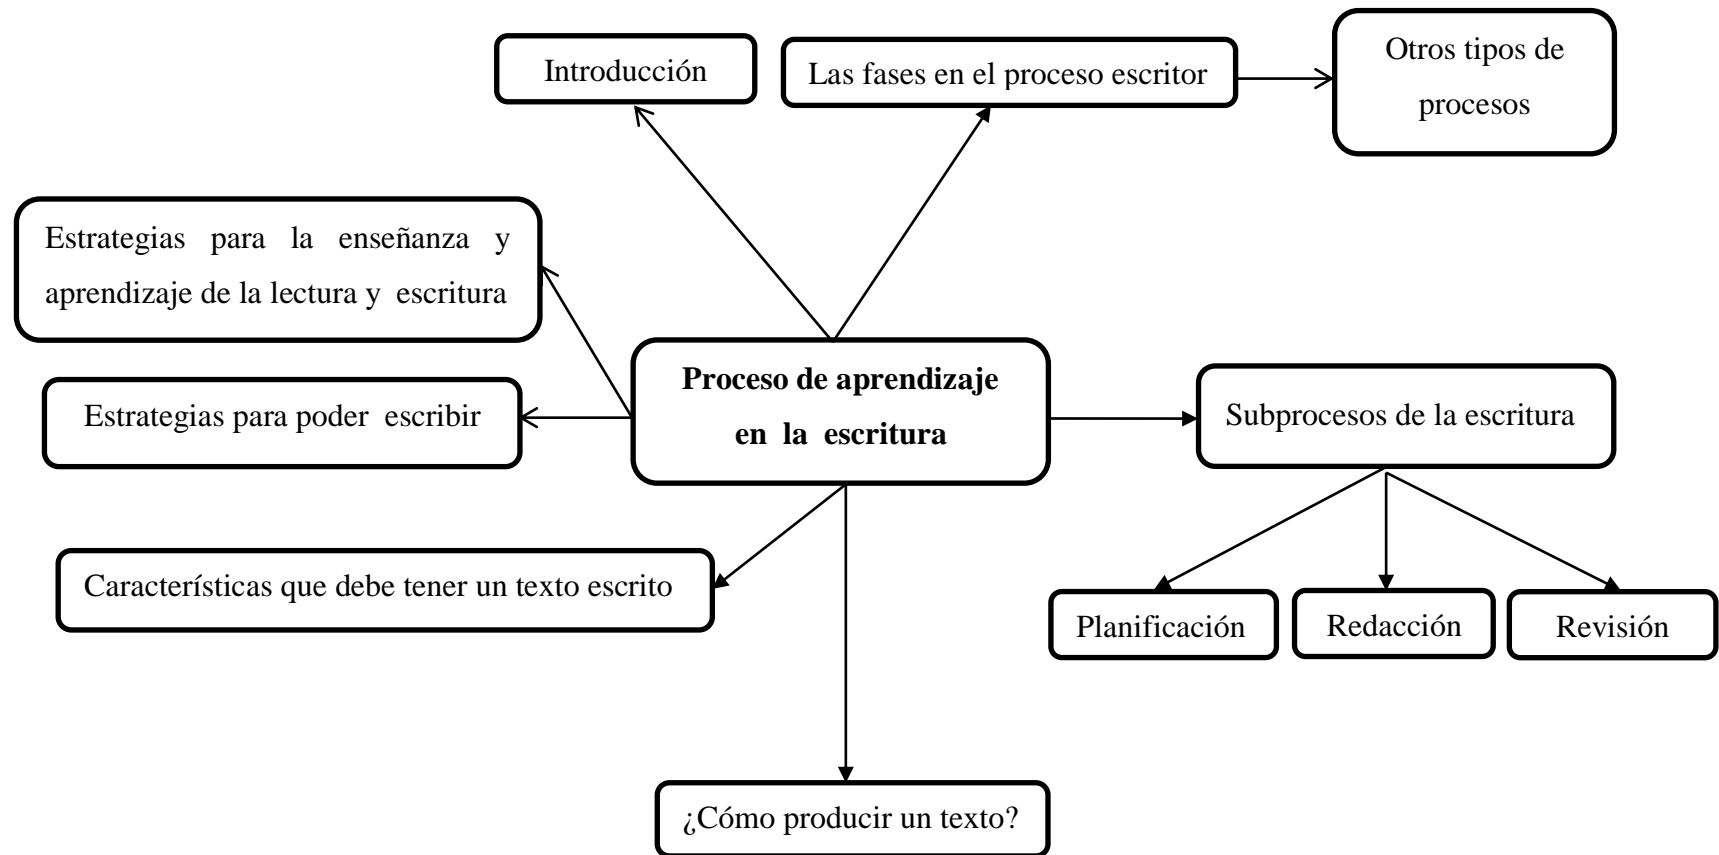 Introducción
Las fases en el proceso escritor
Otros tipos de
procesos
Estrategias para la enseñanza y
aprendizaje de la lectura y escritura
Proceso de aprendizaje
en la escritura
Estrategias para poder escribir
Subprocesos de la escritura
Características que debe tener un texto escrito
Planificación
Redacción
Revisión
¿Cómo producir un texto?